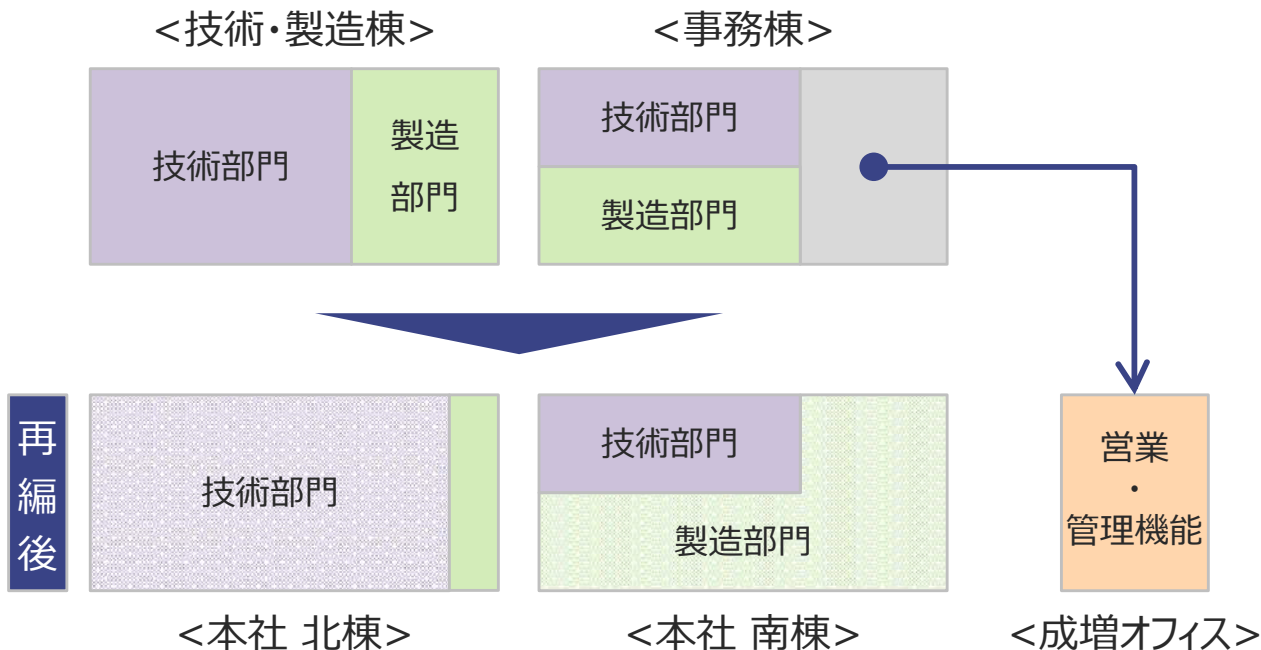 <技術・製造棟>
<事務棟>
技術部門
製造
部門
技術部門
製造部門
再
編
後
技術部門
技術部門
製造部門
営業
・
管理機能
<本社 北棟>
<本社 南棟>
<成増オフィス>